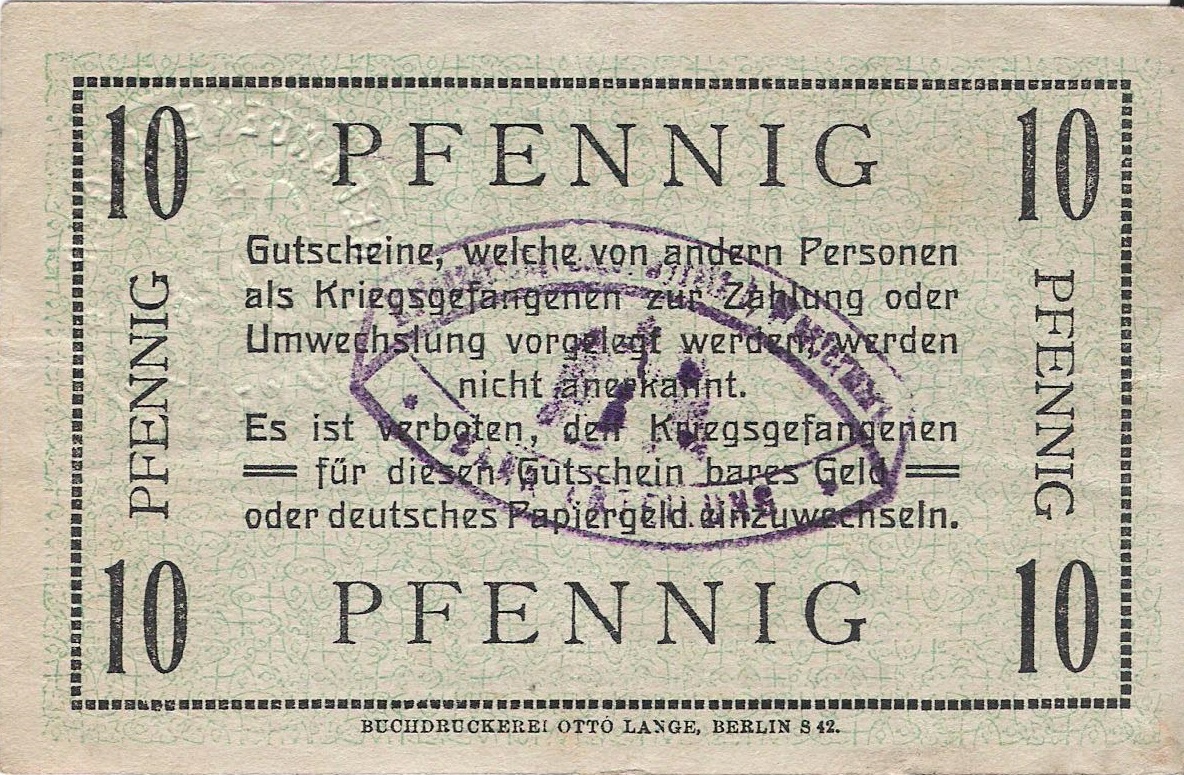 10 PFENNIG 10
Gutscheine, welche von andern Personen
als Kriegsgefangenen zur Zahlung oder
Umwechslung vorgelegt werden, werden
nicht anerkannt.
Es ist verboten, den Kriegsgefangenen
für diesen Gutschein bares Geld
oder deutsches Papiergeld einzuwechseln.
PFENNIG
PFENNIG
10 PFENNIG 10
BUCHDRUCKEREI OTTO LANGE, BERLIN S 42.